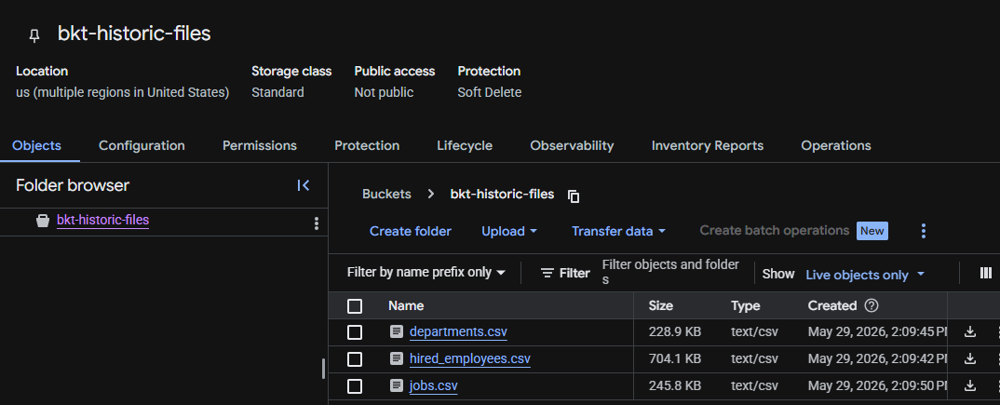 bkt-historic-files
Location Storage class Public access Protection
us (multiple regions in United States) Standard Not public Soft Delete
Objects Configuration Permissions Protection Lifecycle Observability Inventory Reports Operations
Folder browser
bkt-historic-files
Buckets > bkt-historic-files
Create folder Upload Transfer data Create batch operations New
Filter by name prefix only Filter Filter objects and folder
s
Show Live objects only
Name Size Type Created
departments.csv 228.9 KB text/csv May 29, 2026, 2:09:45 P
hired_employees.csv 704.1 KB text/csv May 29, 2026, 2:09:42 P
jobs.csv 245.8 KB text/csv May 29, 2026, 2:09:50 P